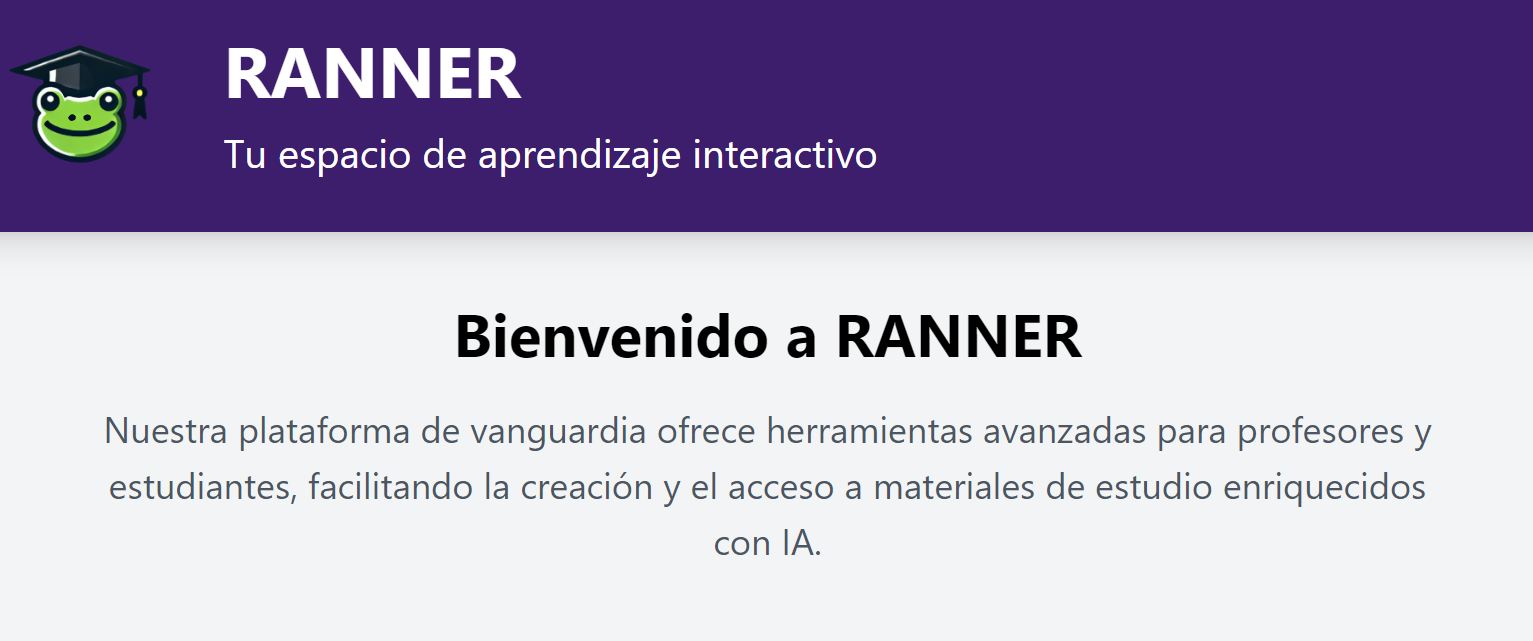 RANNER
Tu espacio de aprendizaje interactivo
Bienvenido a RANNER
Nuestra plataforma de vanguardia ofrece herramientas avanzadas para profesores y
estudiantes, facilitando la creación y el acceso a materiales de estudio enriquecidos
con IA.